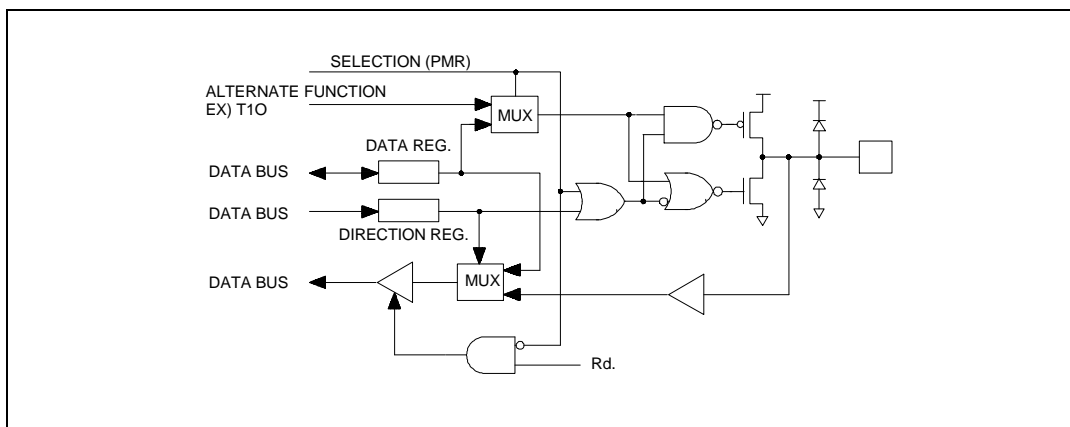 SELECTION (PMR)
ALTERNATE FUNCTION
EX) T1O
MUX
DATA REG.
DATA BUS
DATA BUS
DIRECTION REG.
DATA BUS
MUX
Rd.